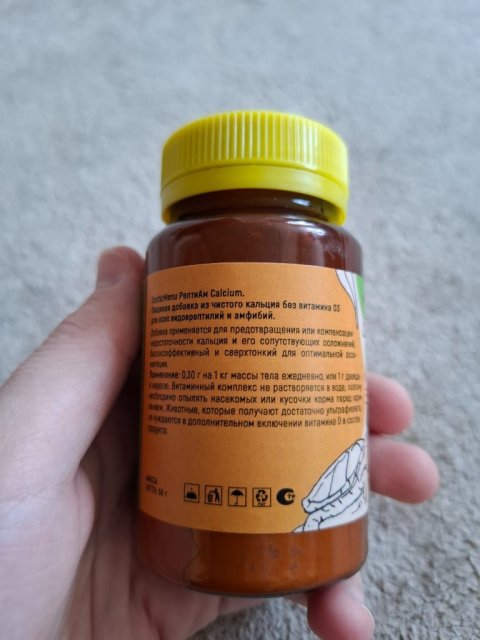 ExoticMenu РептиАм Calcium.
Пищевая добавка из чистого кальция без витамина D3
для всех видоврептилий и амфибий.
Добавка применяется для предотвращения или компенсации
недостаточности кальция и его сопутствующих осложнений.
Высокоэффективный и сверхтонкий для оптимальной асси-
миляции.
Применение: 0,30 г на 1 кг массы тела ежедневно, или 1 г дважды
в неделю. Витаминный комплекс не растворяется в воде, поэтому
необходимо опылять насекомых или кусочки корма перед корм-
лением. Животные, которые получают достаточно ультрафиолета,
не нуждаются в дополнительном включении витамина D в состав
продукта.
МАССА
НЕТТО: